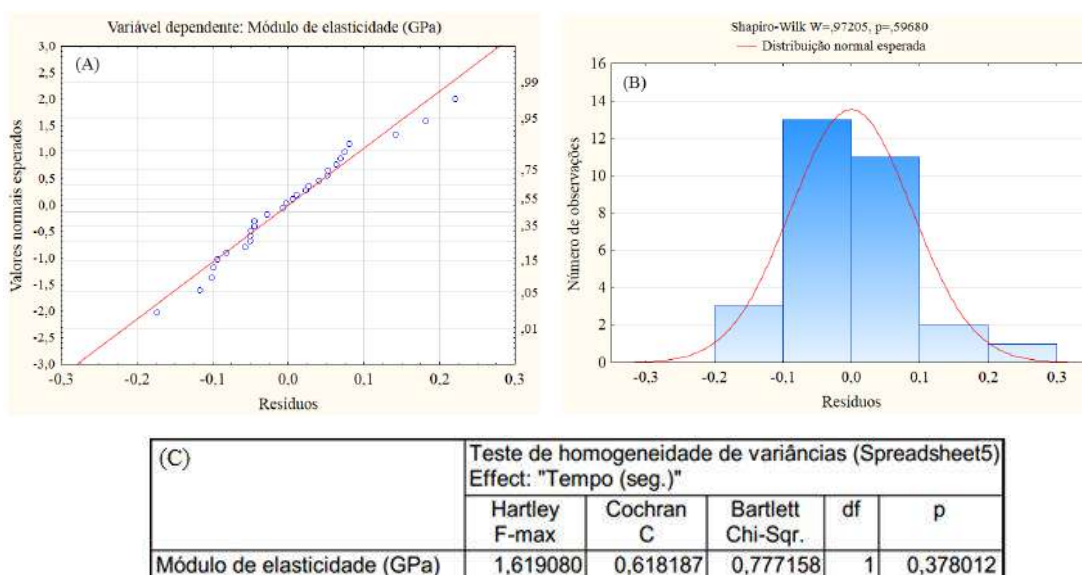 Variável dependente: Módulo de elasticidade (GPa)
(A)
Valores normais esperados
3,0
2,5
2,0
1,5
1,0
0,5
0,0
-0,5
-1,0
-1,5
-2,0
-2,5
-3,0
,99
,95
,75
,55
,35
,15
,05
,01
-0,3 -0,2 -0,1 0,0 0,1 0,2 0,3
Resíduos
Shapiro-Wilk W=,97205, p=,59680
Distribuição normal esperada
(B)
Número de observações
16
14
12
10
8
6
4
2
0
-0,3 -0,2 -0,1 0,0 0,1 0,2 0,3
Resíduos
(C)
Teste de homogeneidade de variâncias (Spreadsheet5)
Effect: "Tempo (seg.)"
Hartley Cochran Bartlett df p
F-max C Chi-Sqr.
Módulo de elasticidade (GPa) 1,619080 0,618187 0,777158 1 0,378012